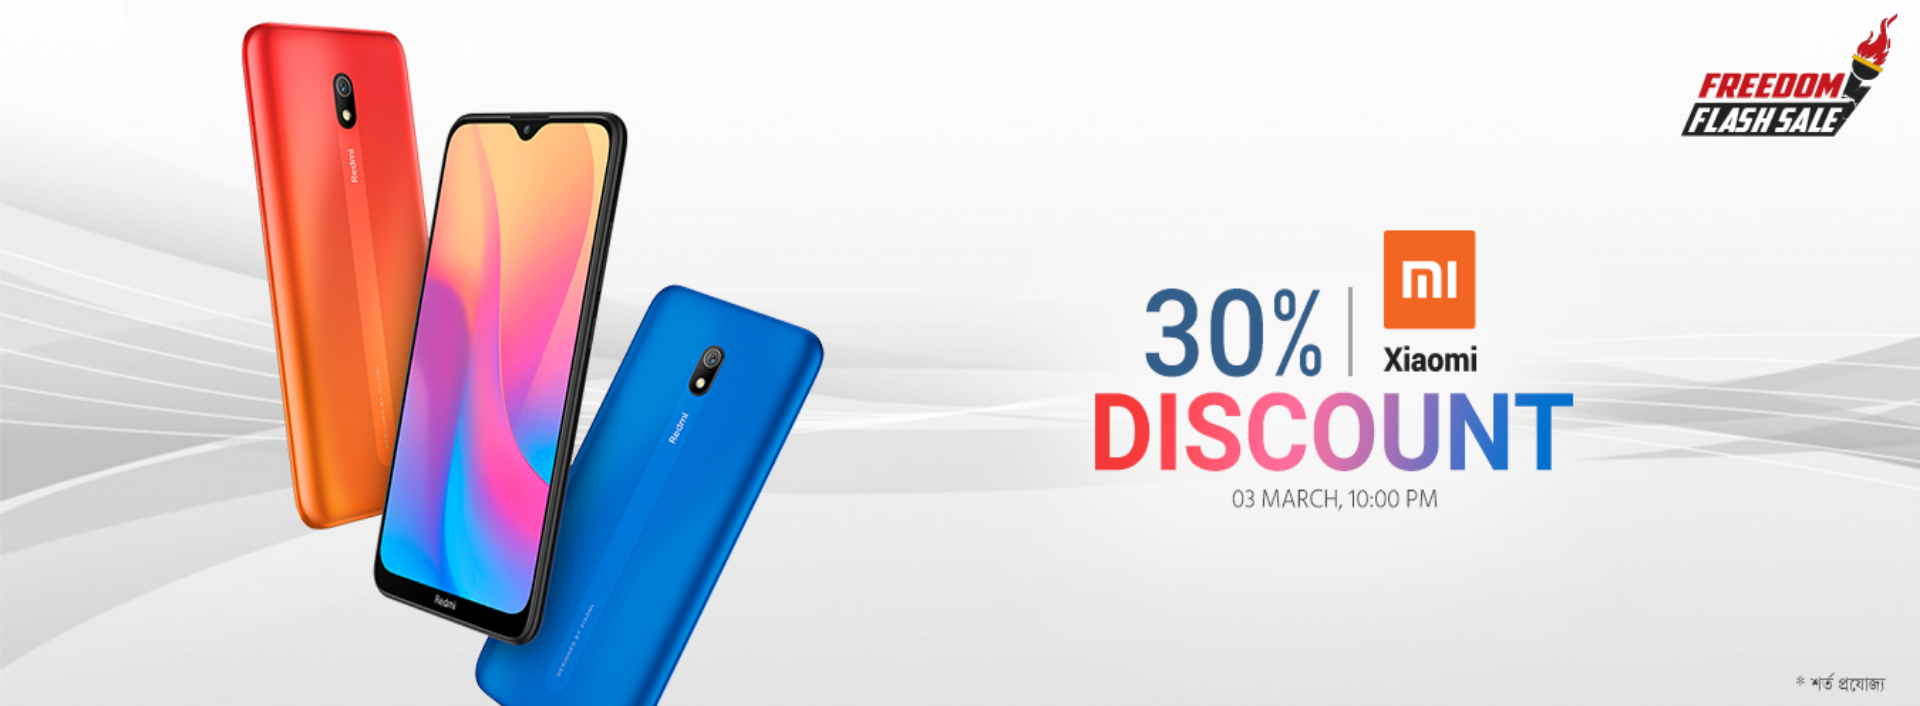 FREEDOM
FLASH SALE
Redmi
Redmi
Redmi
DESIGNED BY XIAOMI
30%
mi
Xiaomi
DISCOUNT
03 MARCH, 10:00 PM
* শর্ত প্রযোজ্য